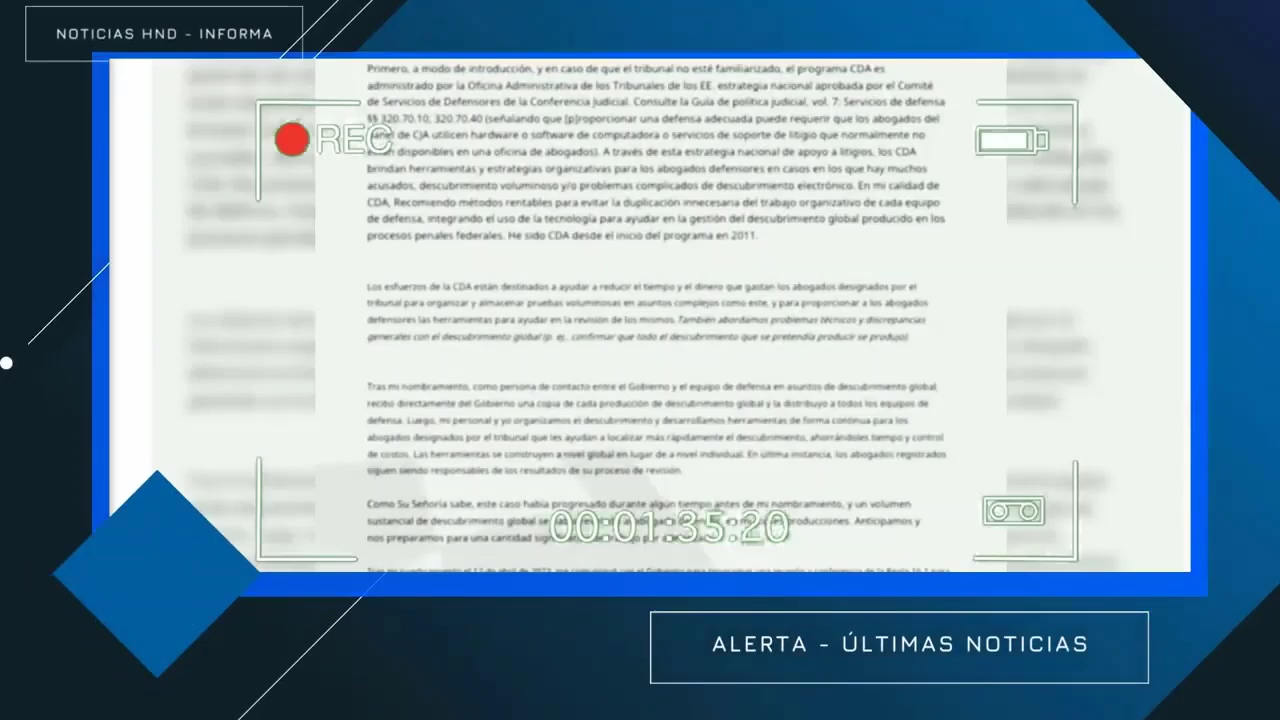 NOTICIAS HND - INFORMA
Primero, a modo de introducción, y en caso de que el tribunal no esté familiarizado, el programa CDA es
administrado por la Oficina Administrativa de los Tribunales de los EE. estrategia nacional aprobada por el Comité
de Servicios de Defensores de la Conferencia Judicial. Consulte la Guía de política judicial, vol. 7: Servicios de defensa
§§ 320.70.10; 320.70.40 (señalando que [p]roporcionar una defensa adecuada puede requerir que los abogados del
REC
panel de CJA utilicen hardware o software de computadora o servicios de soporte de litigio que normalmente no
están disponibles en una oficina de abogados). A través de esta estrategia nacional de apoyo a litigios, los CDA
brindan herramientas y estrategias organizativas para los abogados defensores en casos en los que hay muchos
acusados, descubrimiento voluminoso y/o problemas complicados de descubrimiento electrónico. En mi calidad de
CDA, Recomiendo métodos rentables para evitar la duplicación innecesaria del trabajo organizativo de cada equipo
de defensa, integrando el uso de la tecnología para ayudar en la gestión del descubrimiento global producido en los
procesos penales federales. He sido CDA desde el inicio del programa en 2011.
Los esfuerzos de la CDA están destinados a ayudar a reducir el tiempo y el dinero que gastan los abogados designados por el
tribunal para organizar y almacenar pruebas voluminosas en asuntos complejos como este, y para proporcionar a los abogados
defensores las herramientas para ayudar en la revisión de los mismos. También abordamos problemas técnicos y discrepancias
generales con el descubrimiento global (p. ej., confirmar que todo el descubrimiento que se pretendía producir se produjo)
Tras mi nombramiento, como persona de contacto entre el Gobierno y el equipo de defensa en asuntos de descubrimiento global,
recibo directamente del Gobierno una copia de cada producción de descubrimiento global y la distribuyo a todos los equipos de
defensa. Luego, mi personal y yo organizamos el descubrimiento y desarrollamos herramientas de forma continua para los
abogados designados por el tribunal que les ayudan a localizar más rápidamente el descubrimiento, ahorrándoles tiempo y control
de costos. Las herramientas se construyen a nivel global en lugar de a nivel individual. En última instancia, los abogados registrados
siguen siendo responsables de los resultados de su proceso de revisión.
Como Su Señoría sabe, este caso había progresado durante algún tiempo antes de mi nombramiento, y un volumen
sustancial de descubrimiento global producciones. Anticipamos y
00:01:35:20
nos preparamos para una cantidad
ALERTA - ÚLTIMAS NOTICIAS